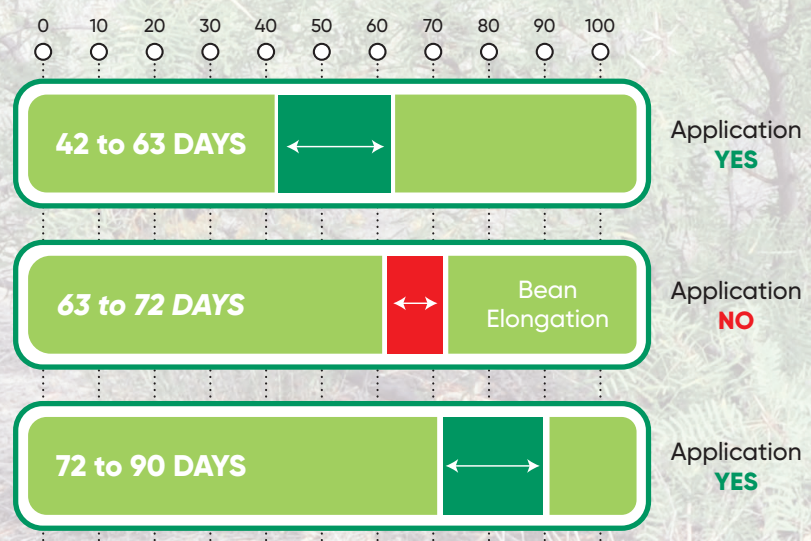 0 10 20 30 40 50 60 70 80 90 100
42 to 63 DAYS
Application
YES
63 to 72 DAYS
Bean
Elongation
Application
NO
72 to 90 DAYS
Application
YES